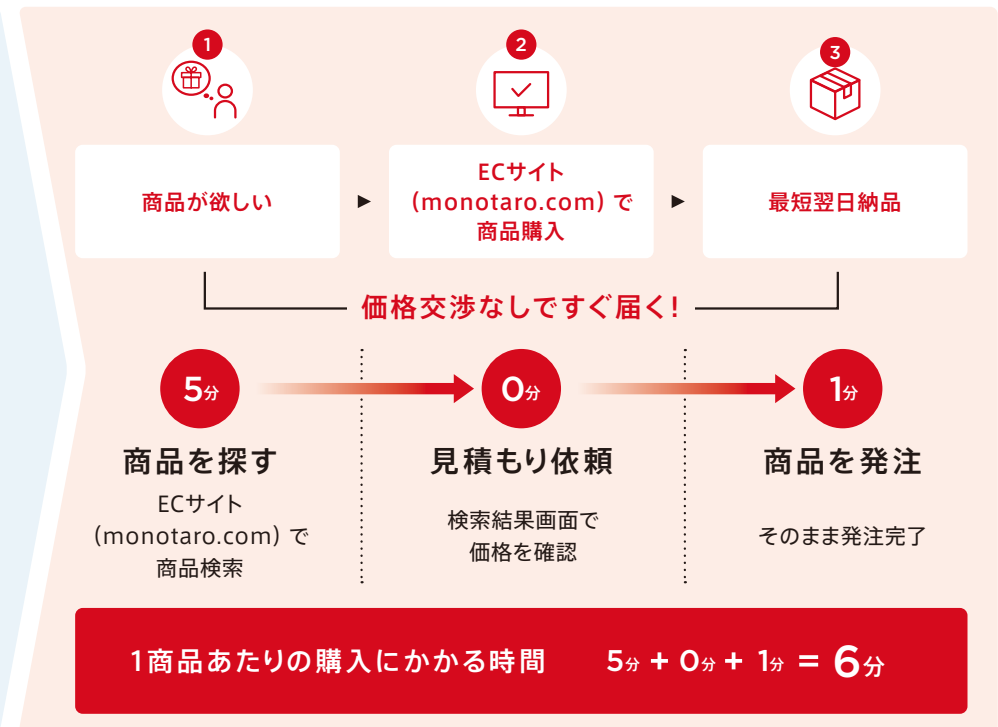 1
2
3
商品が欲しい
ECサイト
(monotaro.com) で
商品購入
最短翌日納品
価格交渉なしですぐ届く!
5分
0分
1分
商品を探す
見積もり依頼
商品を発注
ECサイト
(monotaro.com) で
商品検索
検索結果画面で
価格を確認
そのまま発注完了
1商品あたりの購入にかかる時間 5分 + 0分 + 1分 = 6分